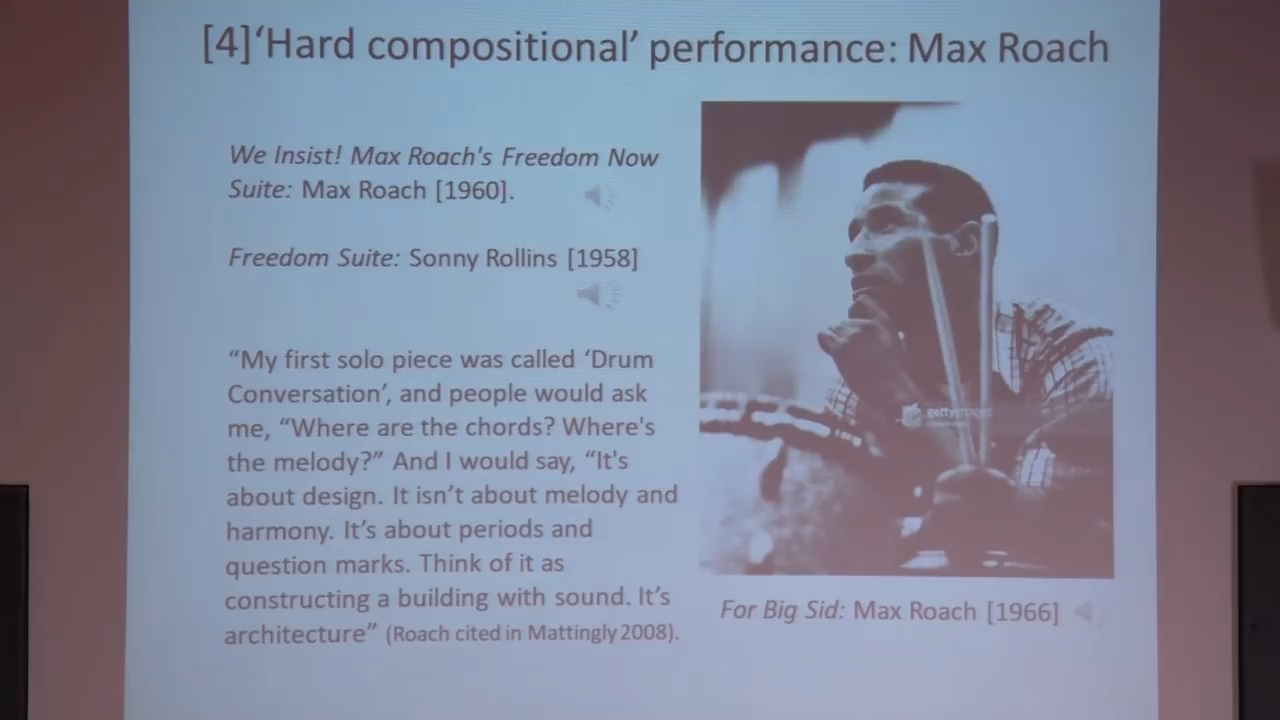 [4]‘Hard compositional’ performance: Max Roach
We Insist! Max Roach's Freedom Now
Suite: Max Roach [1960].
Freedom Suite: Sonny Rollins [1958]
“My first solo piece was called ‘Drum
Conversation’, and people would ask
me, “Where are the chords? Where's
the melody?” And I would say, “It's
about design. It isn’t about melody and
harmony. It’s about periods and
question marks. Think of it as
constructing a building with sound. It’s
architecture” (Roach cited in Mattingly 2008).
gettyimages
For Big Sid: Max Roach [1966]